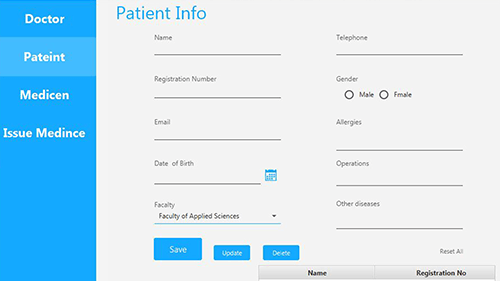 Doctor
Pateint
Medicen
Issue Medince
Patient Info
Name
Telephone
Registration Number
Gender
Male
Fmale
Email
Allergies
Date of Birth
Operations
Facalty
Faculty of Applied Sciences
Other diseases
Save
Update
Delete
Reset All
Name
Registration No